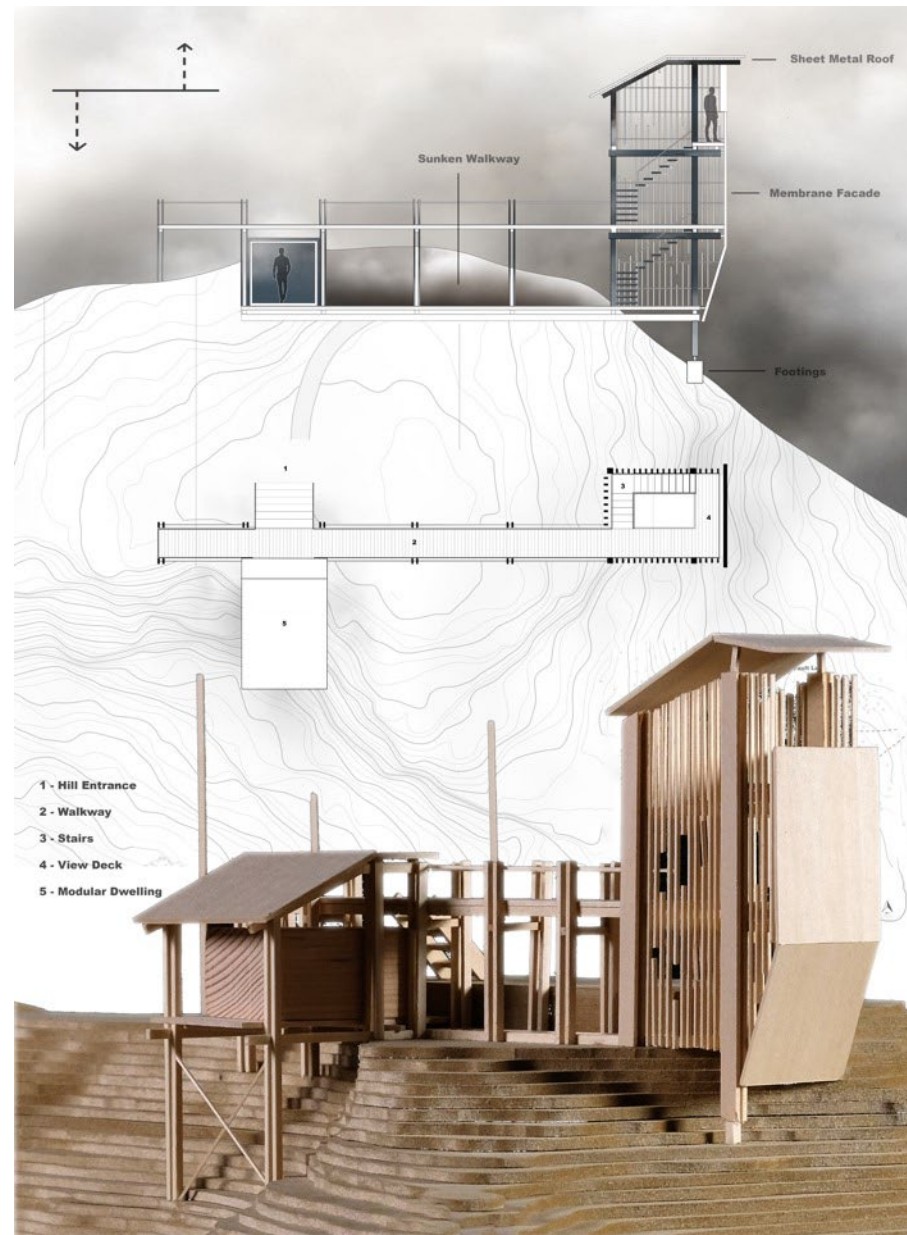 Sheet Metal Roof
Sunken Walkway
Membrane Facade
Footings
1
3
4
2
5
1 - Hill Entrance
2 - Walkway
3 - Stairs
4 - View Deck
5 - Modular Dwelling